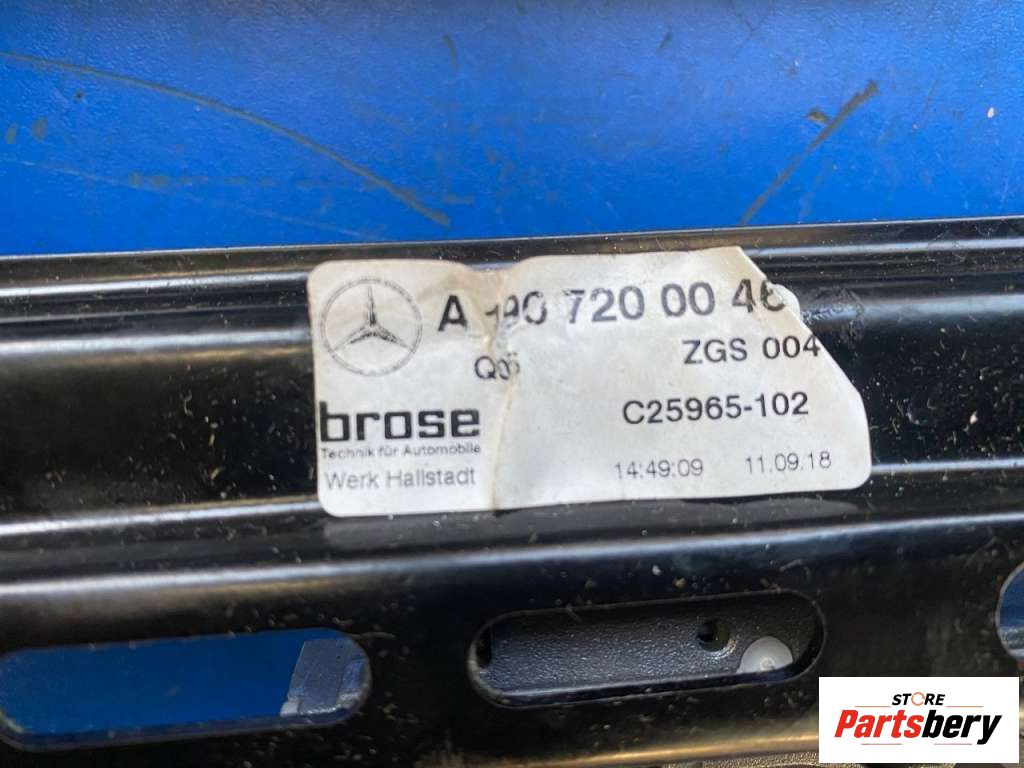 A 190 720 00 46
Q05
ZGS 004
brose
C25965-102
Technik für Automobile
Werk Hallstadt
14:49:09 11.09.18
STORE
Partsbery